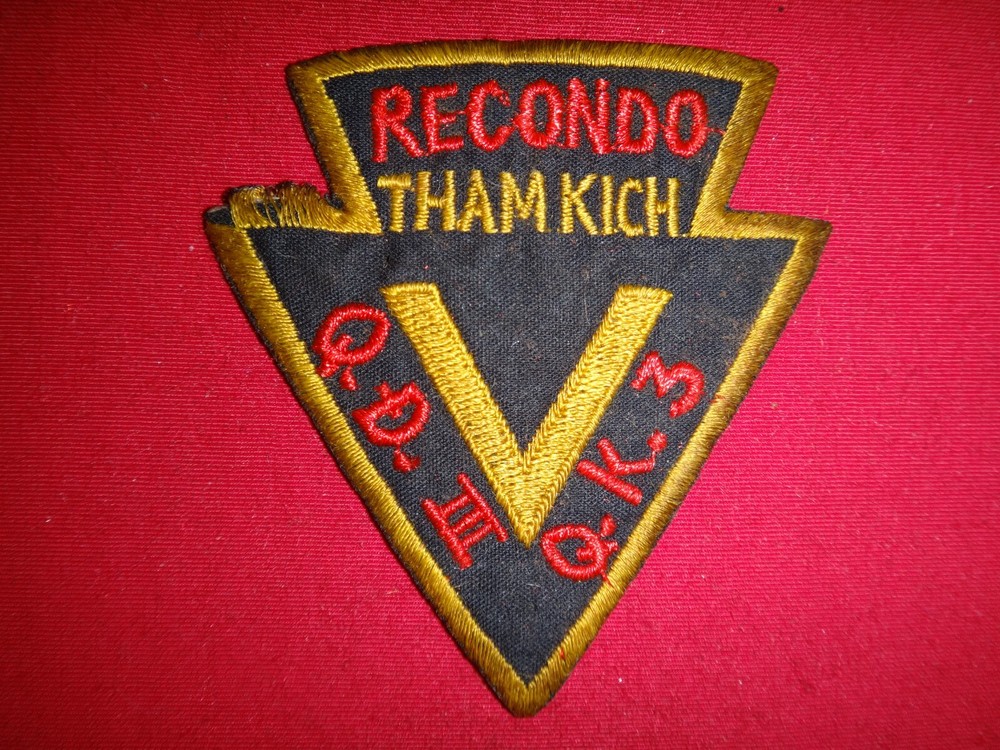 RECONDO
THAM KICH
V
Q.Đ. III
Q.K.3